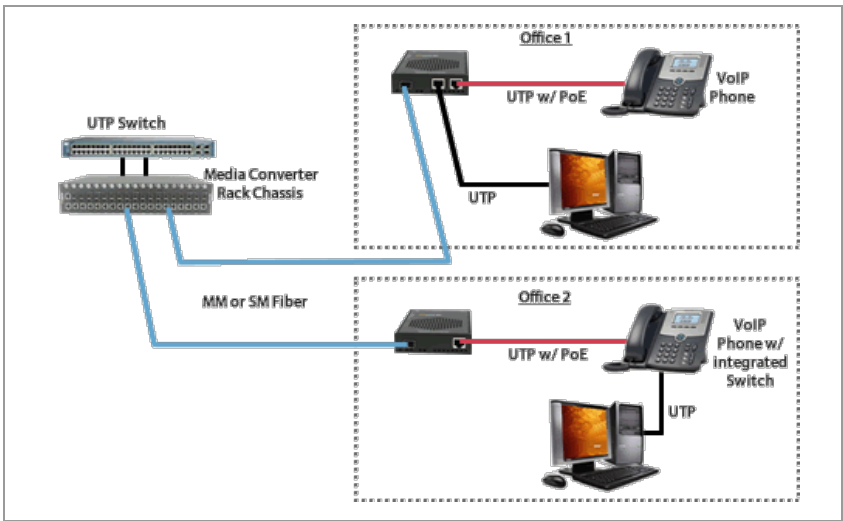 Office 1
UTP w/ PoE
VoIP
Phone
UTP Switch
Media Converter
Rack Chassis
UTP
MM or SM Fiber
Office 2
UTP w/ PoE
VoIP
Phone w/
integrated
Switch
UTP